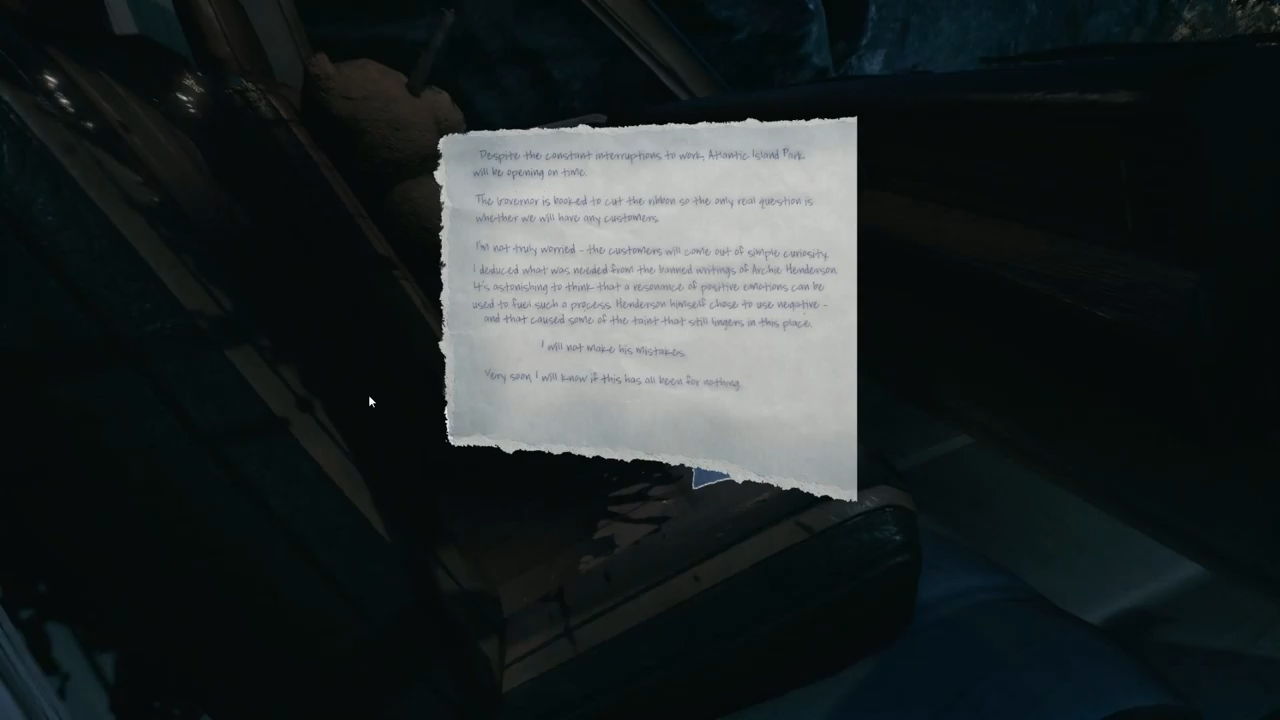 Despite the constant interruptions to work, Atlantic Island Park
will be opening on time.
The Governor is booked to cut the ribbon so the only real question is
whether we will have any customers.
I'm not truly worried - the customers will come out of simple curiosity.
I deduced what was needed from the banned writings of Archie Henderson.
It's astonishing to think that a resonance of positive emotions can be
used to fuel such a process. Henderson himself chose to use negative -
and that caused some of the taint that still lingers in this place.
I will not make his mistakes.
Very soon, I will know if this has all been for nothing.